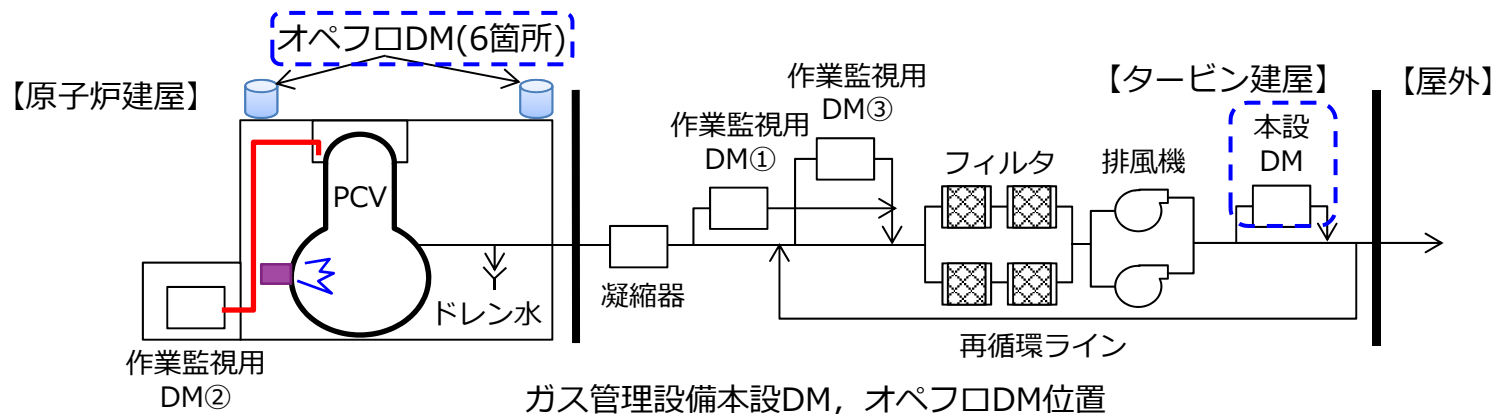 オペフロDM(6箇所)
【原子炉建屋】
作業監視用
DM③
【タービン建屋】
【屋外】
作業監視用
DM①
本設
DM
フィルタ
排風機
PCV
凝縮器
ドレン水
再循環ライン
作業監視用
DM②
ガス管理設備本設DM，オペフロDM位置